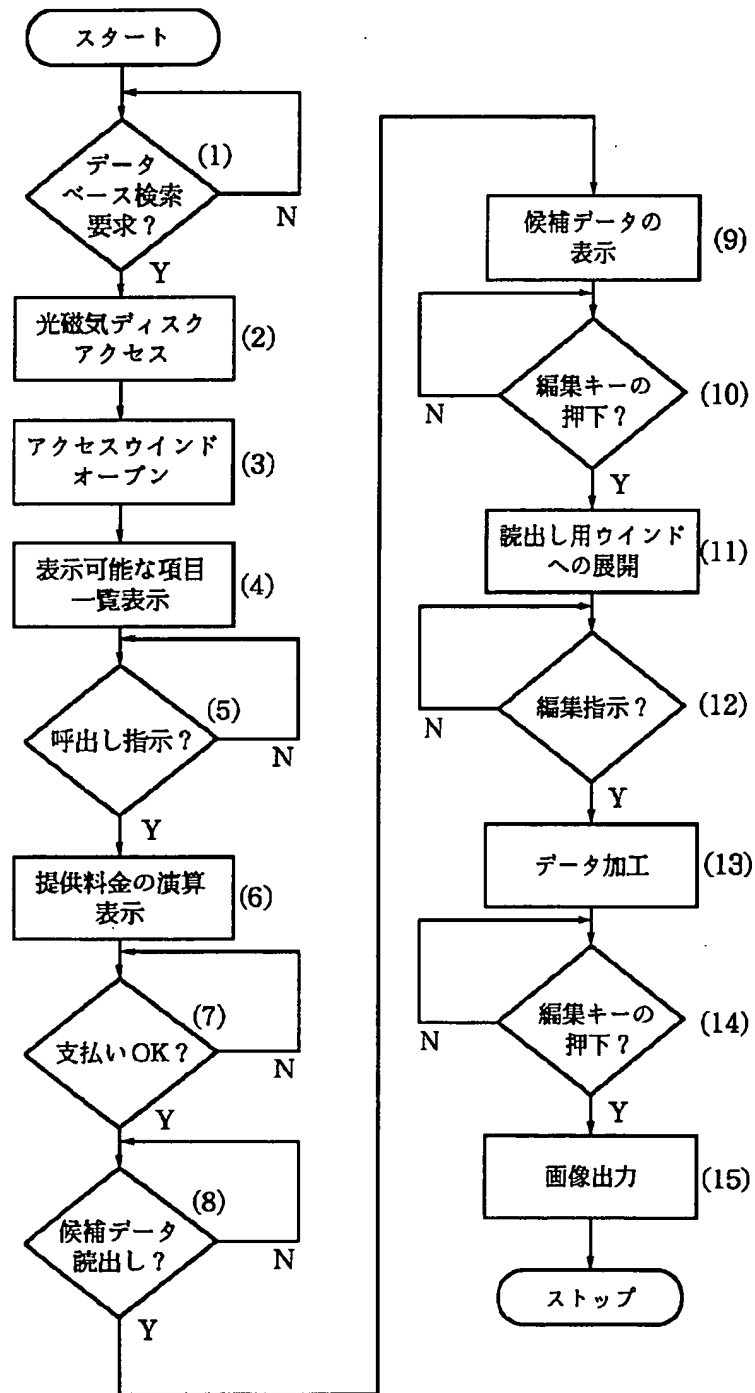 スタート
(1)
データ
ベース検索
要求？
N
Y
光磁気ディスク
アクセス
(2)
アクセスウインド
オープン
(3)
表示可能な項目
一覧表示
(4)
(5)
呼出し指示？
N
Y
提供料金の演算
表示
(6)
(7)
支払いOK？
N
Y
(8)
候補データ
読出し？
N
Y
候補データの
表示
(9)
編集キーの
押下？
(10)
N
Y
読出し用ウインド
への展開
(11)
編集指示？
(12)
N
Y
データ加工
(13)
編集キーの
押下？
(14)
N
Y
画像出力
(15)
ストップ